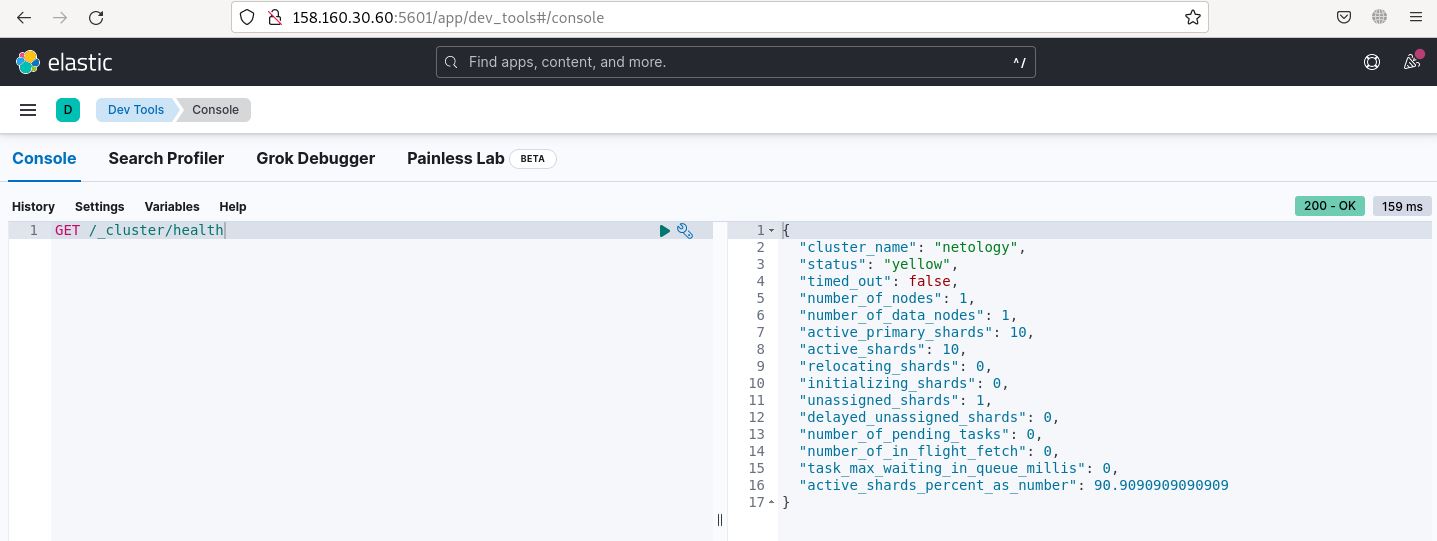 158.160.30.60:5601/app/dev_tools#/console
elastic
Find apps, content, and more.
^/
D
Dev Tools
Console
Console
Search Profiler
Grok Debugger
Painless Lab
BETA
History
Settings
Variables
Help
200 - OK
159 ms
1 GET /_cluster/health
1 {
2 "cluster_name": "netology",
3 "status": "yellow",
4 "timed_out": false,
5 "number_of_nodes": 1,
6 "number_of_data_nodes": 1,
7 "active_primary_shards": 10,
8 "active_shards": 10,
9 "relocating_shards": 0,
10 "initializing_shards": 0,
11 "unassigned_shards": 1,
12 "delayed_unassigned_shards": 0,
13 "number_of_pending_tasks": 0,
14 "number_of_in_flight_fetch": 0,
15 "task_max_waiting_in_queue_millis": 0,
16 "active_shards_percent_as_number": 90.9090909090909
17 }